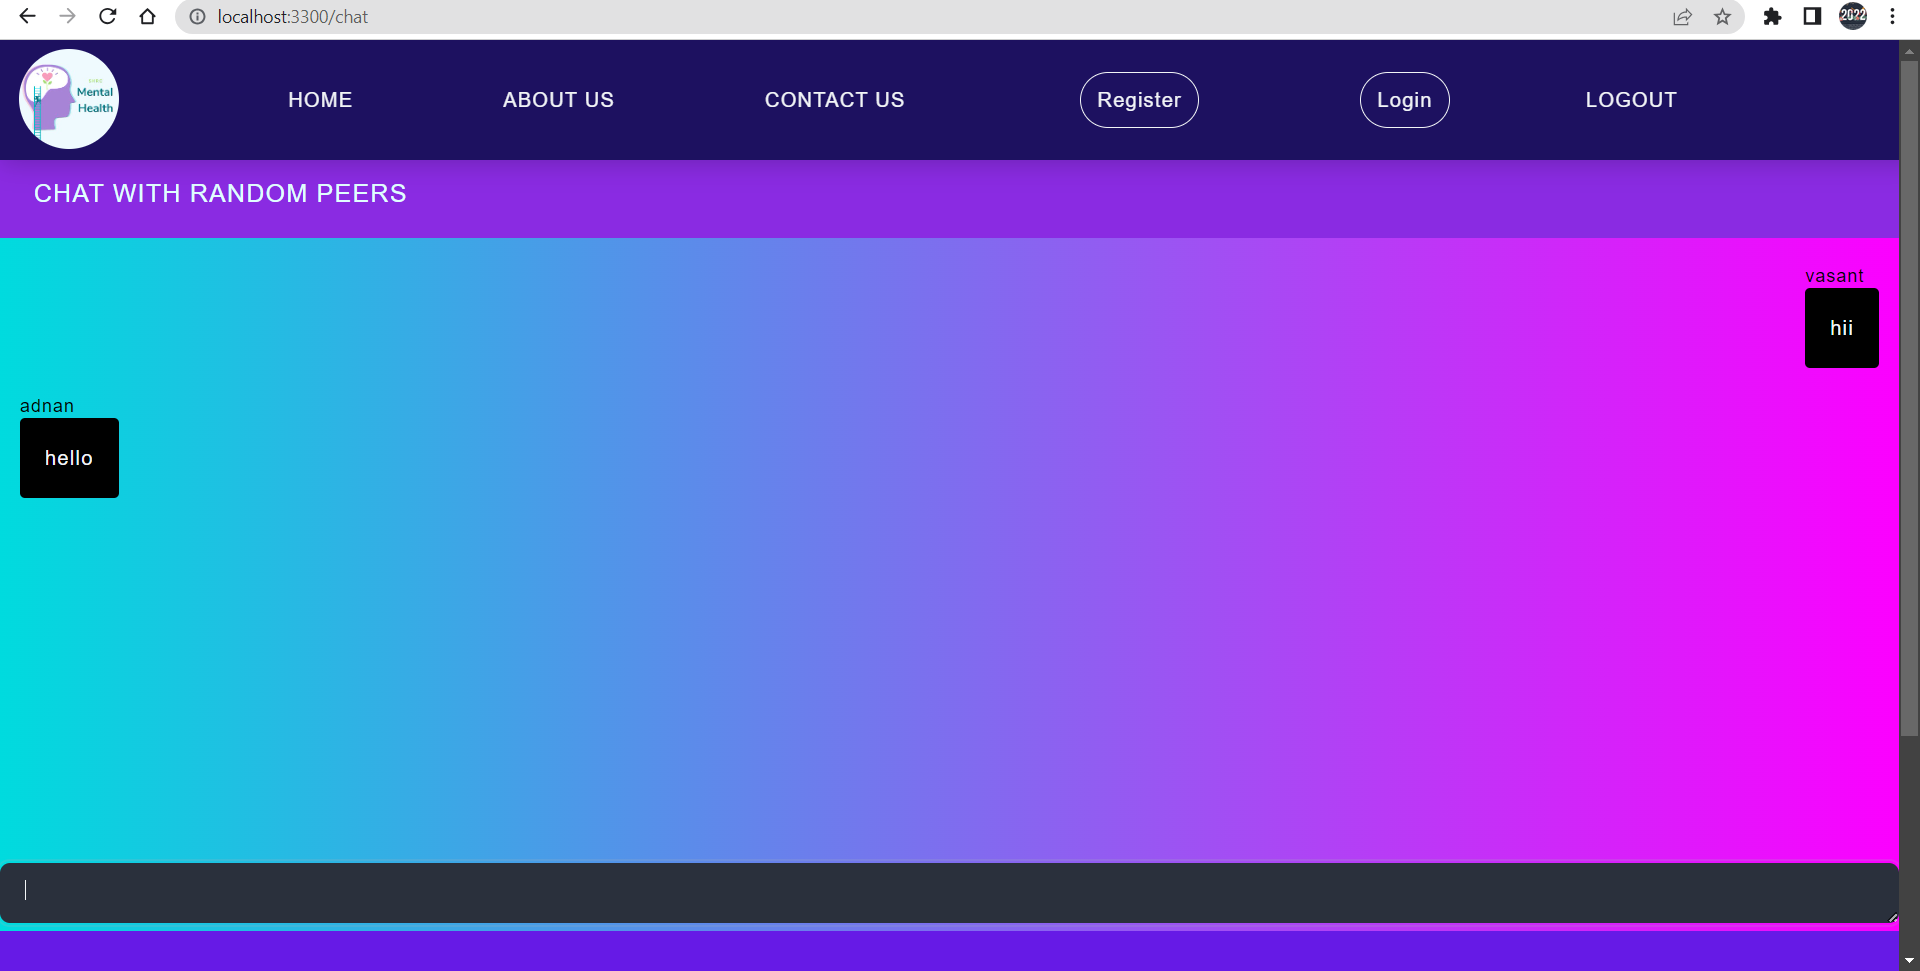 localhost:3300/chat
2022
Mental
Health
HOME ABOUT US CONTACT US Register Login LOGOUT
CHAT WITH RANDOM PEERS
vasant
hii
adnan
hello